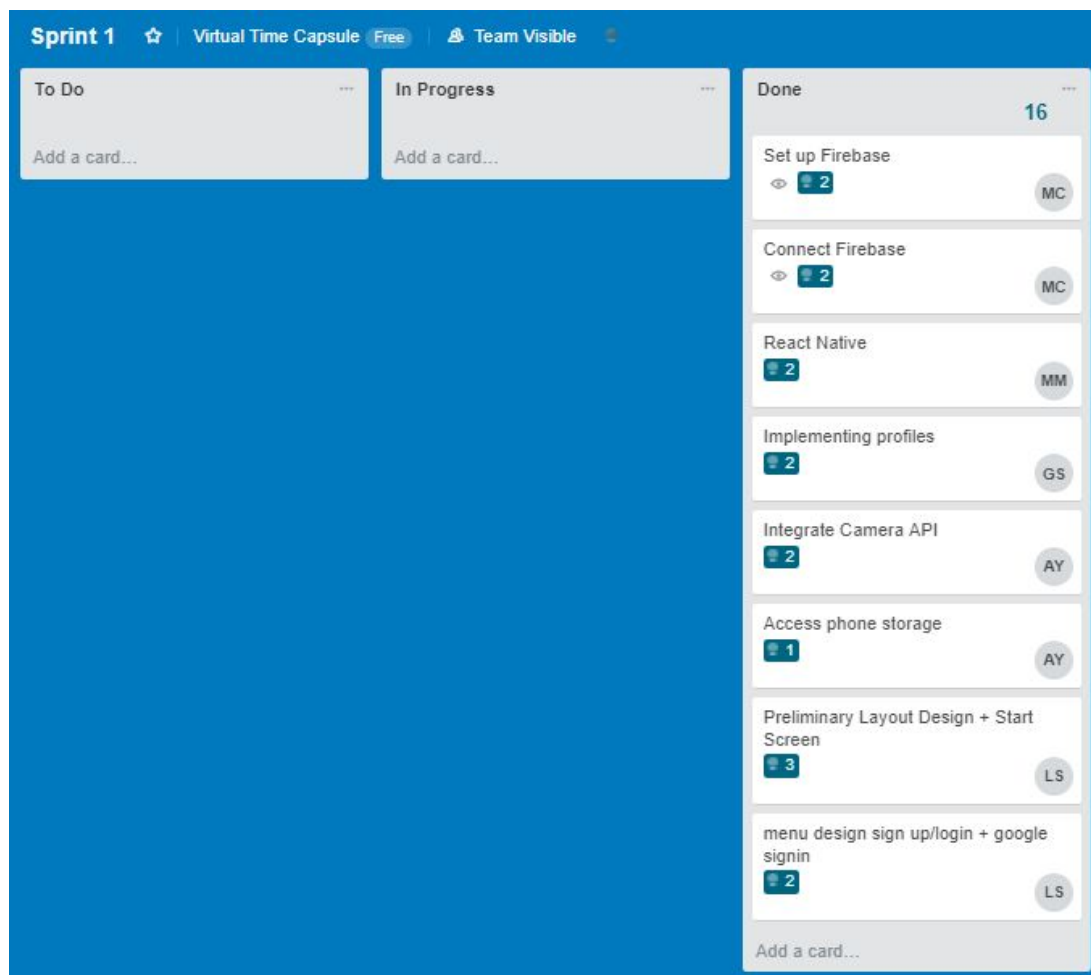 Sprint 1 Virtual Time Capsule Free Team Visible
To Do
Add a card...
In Progress
Add a card...
Done
16
Set up Firebase
2
MC
Connect Firebase
2
MC
React Native
2
MM
Implementing profiles
2
GS
Integrate Camera API
2
AY
Access phone storage
1
AY
Preliminary Layout Design + Start
Screen
3
LS
menu design sign up/login + google
signin
2
LS
Add a card...